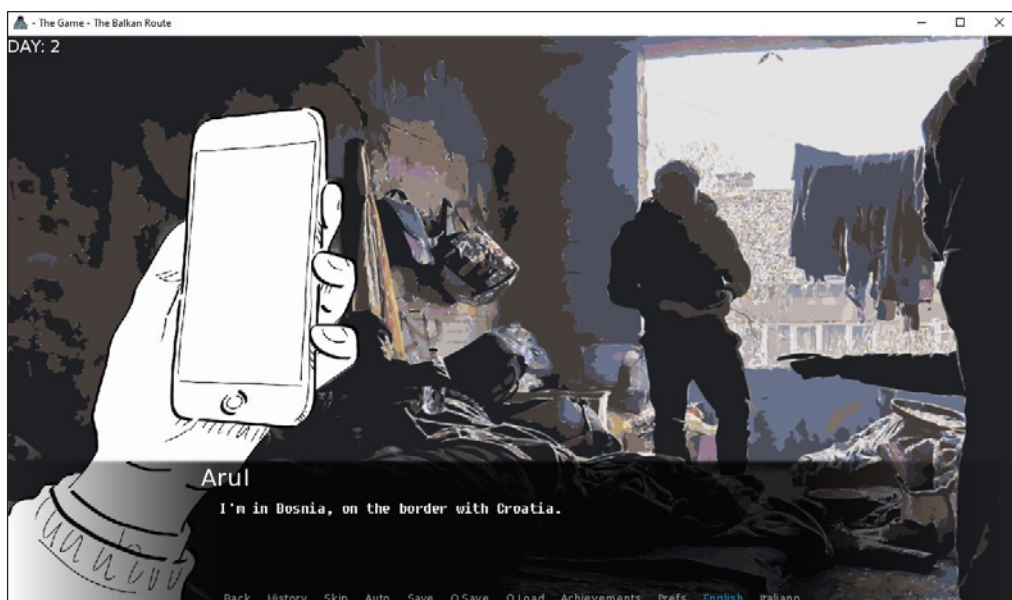 - The Game - The Balkan Route
DAY: 2
Arul
I'm in Bosnia, on the border with Croatia.
Back History Skip Auto Save Q.Save Q.Load Achievements Prefs English Italiano